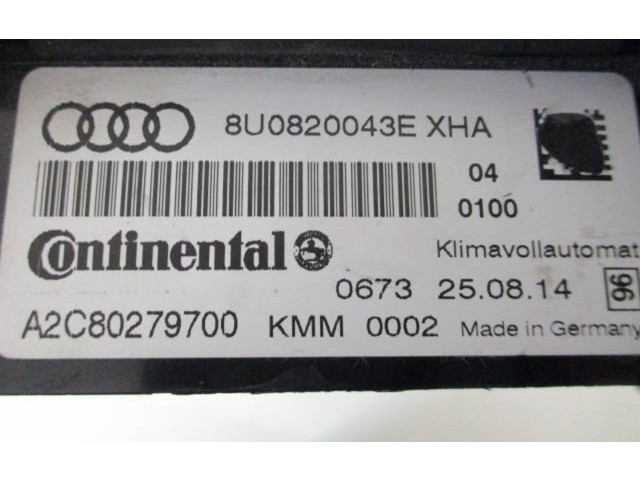 8U0820043E XHA
04
0100
Continental
Klimavollautomat
0673 25.08.14 96
A2C80279700 KMM 0002 Made in Germany